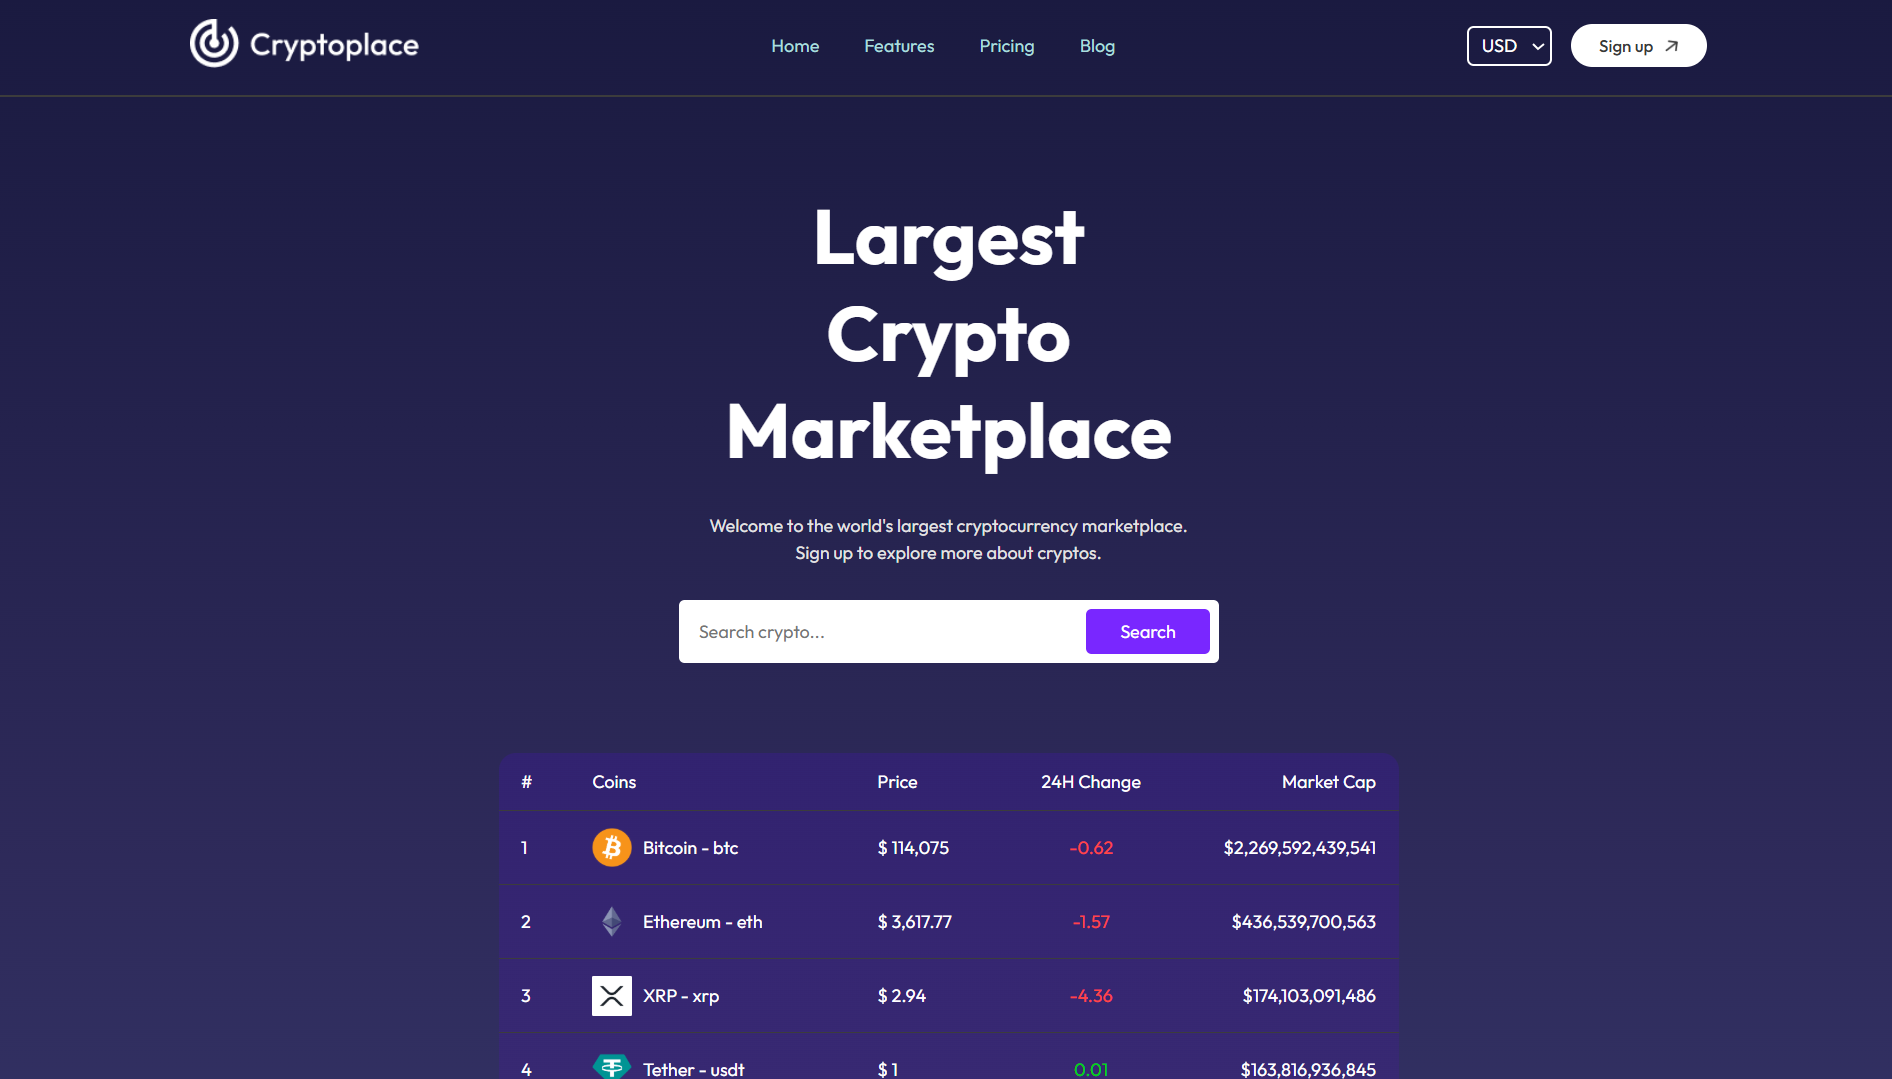 Cryptoplace Home Features Pricing Blog USD Sign up
Largest
Crypto
Marketplace
Welcome to the world's largest cryptocurrency marketplace.
Sign up to explore more about cryptos.
Search crypto... Search
# Coins Price 24H Change Market Cap
1 Bitcoin - btc $ 114,075 -0.62 $2,269,592,439,541
2 Ethereum - eth $ 3,617.77 -1.57 $436,539,700,563
3 XRP - xrp $ 2.94 -4.36 $174,103,091,486
4 Tether - usdt $ 1 0.01 $163,816,936,845